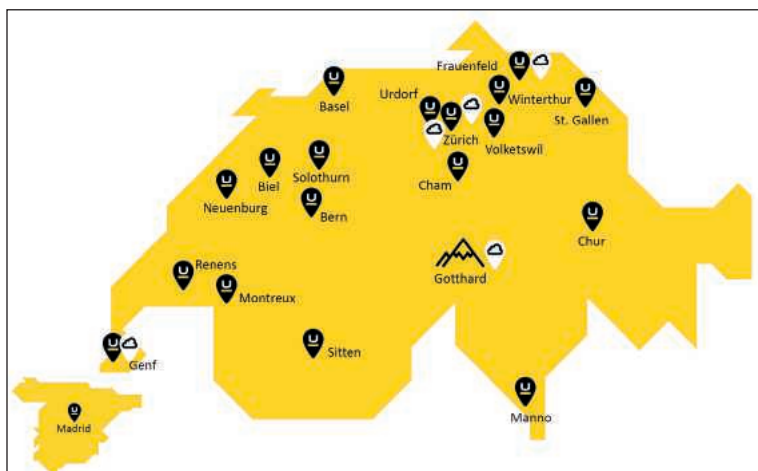 Frauenfeld
Basel
Urdorf
Winterthur
Zürich
St. Gallen
Volketswil
Solothurn
Biel
Cham
Neuenburg
Bern
Chur
Renens
Gotthard
Montreux
Sitten
Genf
Manno
Madrid